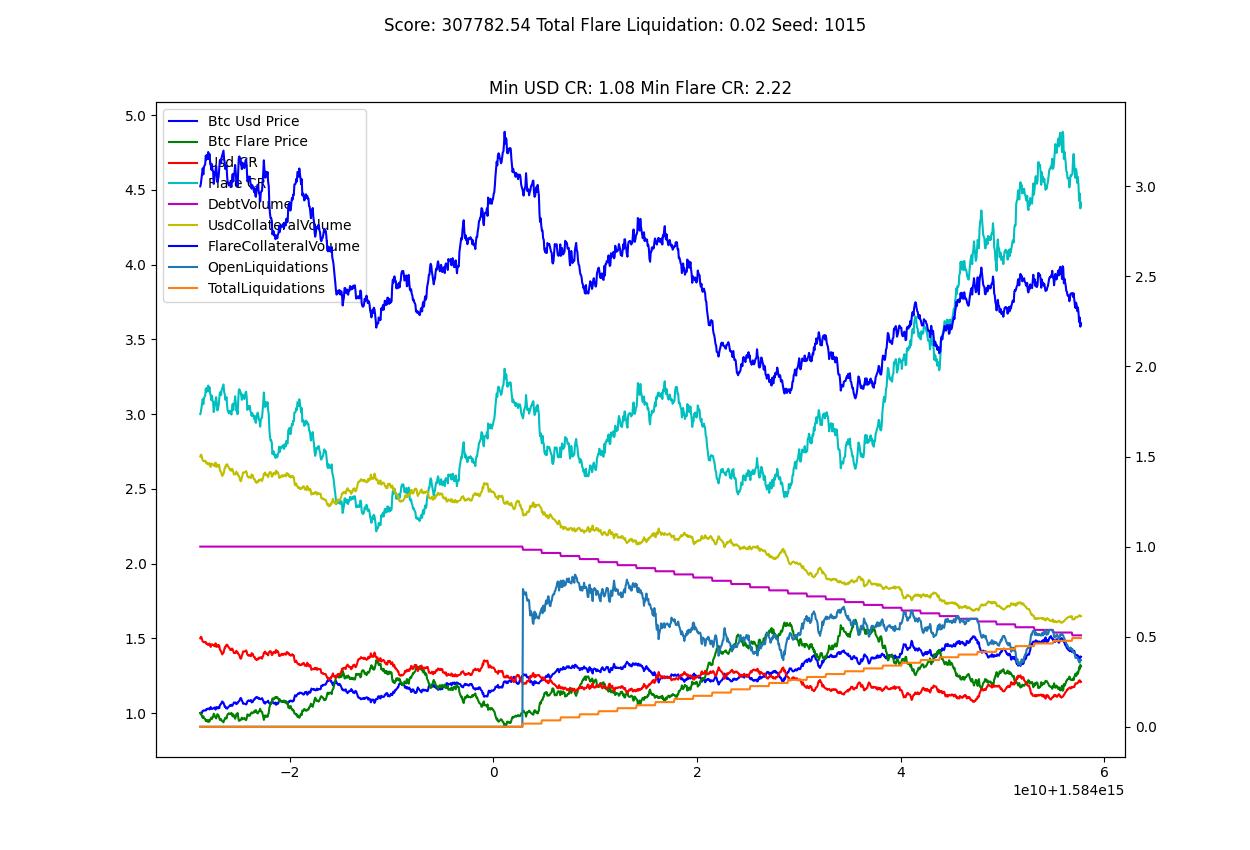 Score: 307782.54 Total Flare Liquidation: 0.02 Seed: 1015
Min USD CR: 1.08 Min Flare CR: 2.22
Btc Usd Price
Btc Flare Price
Usd CR
Flare CR
DebtVolume
UsdCollateralVolume
FlareCollateralVolume
OpenLiquidations
TotalLiquidations
5.0
4.5
4.0
3.5
3.0
2.5
2.0
1.5
1.0
3.0
2.5
2.0
1.5
1.0
0.5
0.0
−2
0
2
4
6
1e10+1.584e15